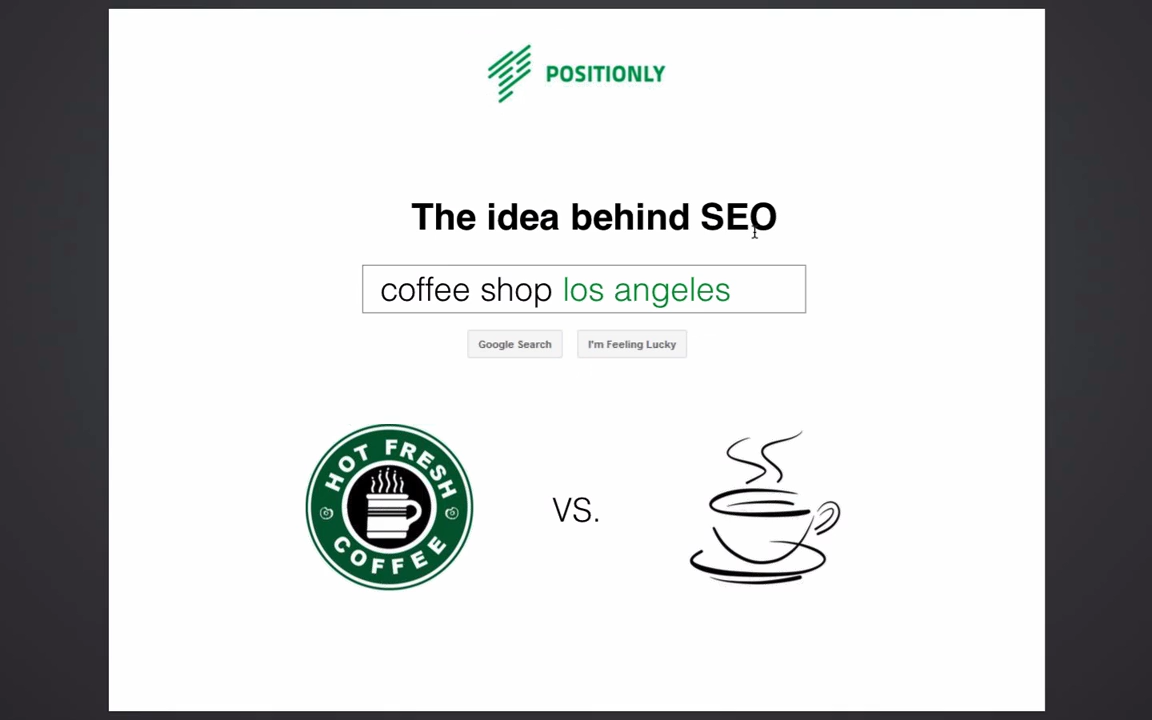 POSITIONLY
The idea behind SEO
coffee shop los angeles
Google Search
I'm Feeling Lucky
HOT FRESH
COFFEE
VS.